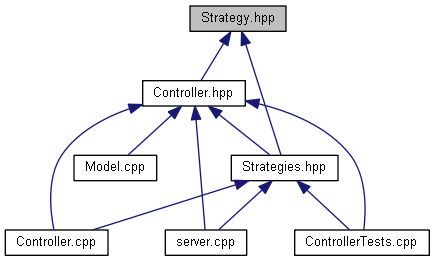 Strategy.hpp
Controller.hpp
Model.cpp
Strategies.hpp
Controller.cpp
server.cpp
ControllerTests.cpp